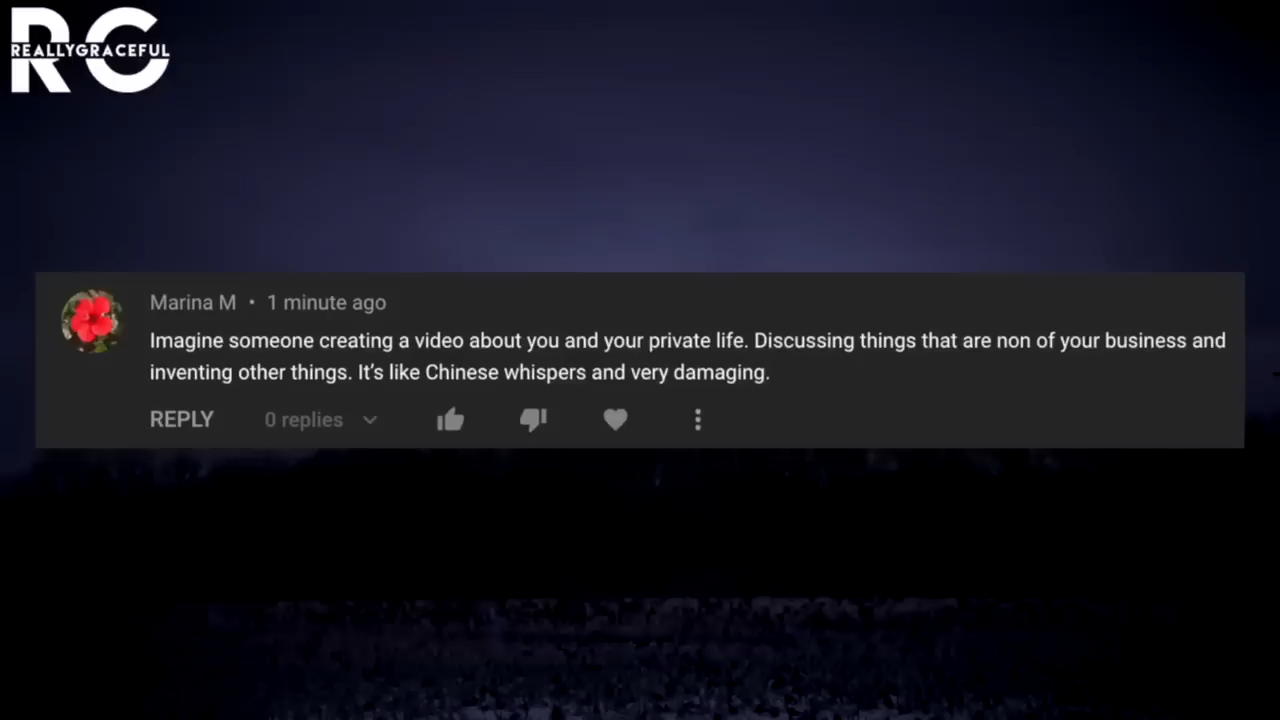 RC
REALLYGRACEFUL
Marina M • 1 minute ago
Imagine someone creating a video about you and your private life. Discussing things that are non of your business and
inventing other things. It's like Chinese whispers and very damaging.
REPLY 0 replies